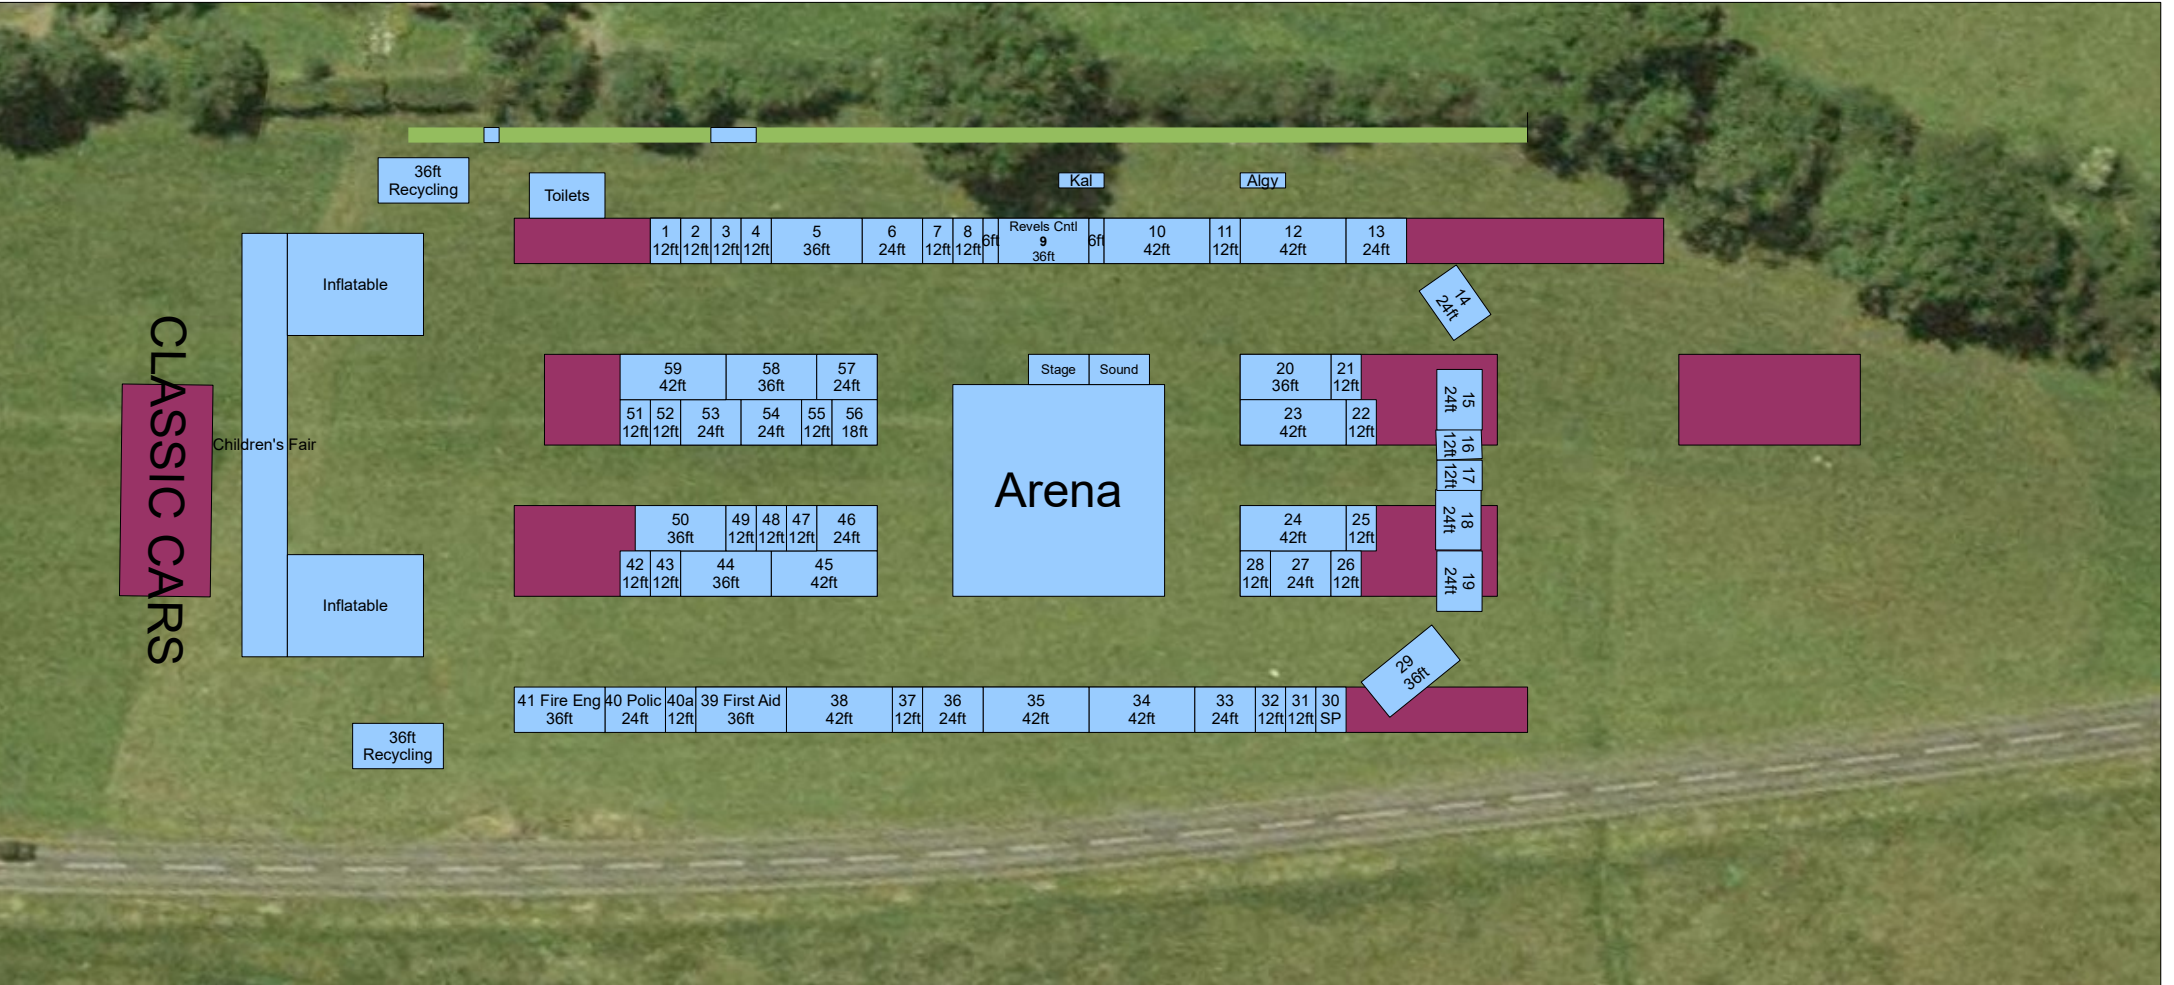 36ft
Recycling
Toilets
Kal
Algy
1
12ft
2
12ft
3
12ft
4
12ft
5
36ft
6
24ft
7
12ft
8
12ft
6ft
Revels Cntl
9
36ft
6ft
10
42ft
11
12ft
12
42ft
13
24ft
14
24ft
Inflatable
CLASSIC CARS
Children's Fair
Inflatable
59
42ft
58
36ft
57
24ft
51
12ft
52
12ft
53
24ft
54
24ft
55
12ft
56
18ft
Stage
Sound
Arena
20
36ft
21
12ft
23
42ft
22
12ft
15
24ft
16
12ft
17
12ft
18
24ft
19
24ft
50
36ft
49
12ft
48
12ft
47
12ft
46
24ft
42
12ft
43
12ft
44
36ft
45
42ft
24
42ft
25
12ft
28
12ft
27
24ft
26
12ft
29
36ft
41 Fire Eng
36ft
40 Polic
24ft
40a
12ft
39 First Aid
36ft
38
42ft
37
12ft
36
24ft
35
42ft
34
42ft
33
24ft
32
12ft
31
12ft
30
SP
36ft
Recycling